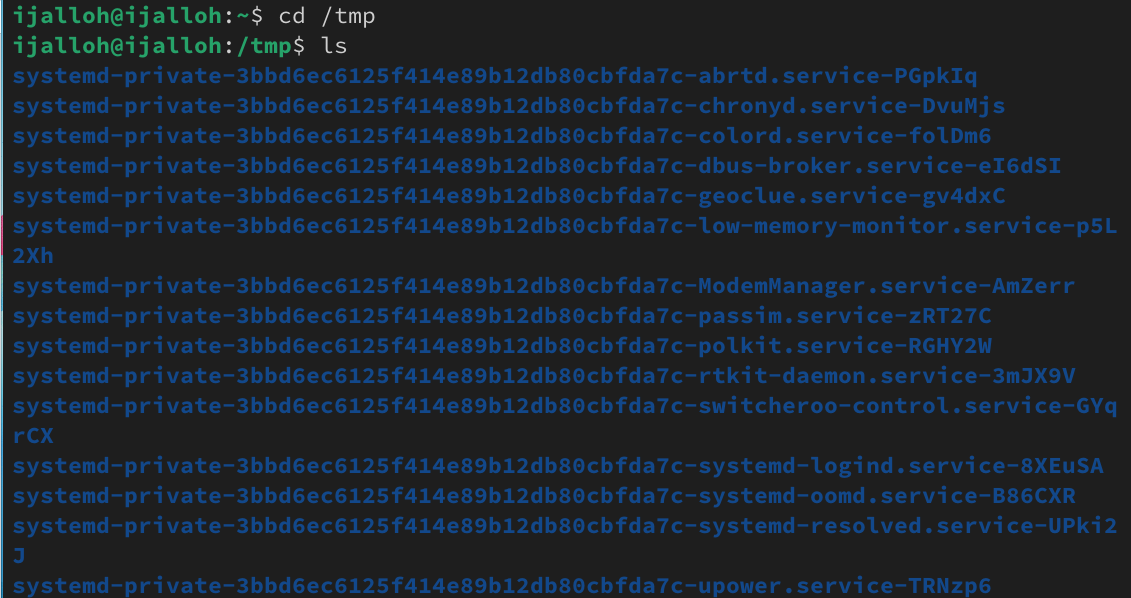 ijalloh@ijalloh:~$ cd /tmp
ijalloh@ijalloh:/tmp$ ls
systemd-private-3bbd6ec6125f414e89b12db80cbfda7c-abrtd.service-PGpkIq
systemd-private-3bbd6ec6125f414e89b12db80cbfda7c-chronyd.service-DvuMjs
systemd-private-3bbd6ec6125f414e89b12db80cbfda7c-colord.service-folDm6
systemd-private-3bbd6ec6125f414e89b12db80cbfda7c-dbus-broker.service-eI6dSI
systemd-private-3bbd6ec6125f414e89b12db80cbfda7c-geoclue.service-gv4dxC
systemd-private-3bbd6ec6125f414e89b12db80cbfda7c-low-memory-monitor.service-p5L
2Xh
systemd-private-3bbd6ec6125f414e89b12db80cbfda7c-ModemManager.service-AmZerr
systemd-private-3bbd6ec6125f414e89b12db80cbfda7c-passim.service-zRT27C
systemd-private-3bbd6ec6125f414e89b12db80cbfda7c-polkit.service-RGHY2W
systemd-private-3bbd6ec6125f414e89b12db80cbfda7c-rtkit-daemon.service-3mJX9V
systemd-private-3bbd6ec6125f414e89b12db80cbfda7c-switcheroo-control.service-GYq
rCX
systemd-private-3bbd6ec6125f414e89b12db80cbfda7c-systemd-logind.service-8XEuSA
systemd-private-3bbd6ec6125f414e89b12db80cbfda7c-systemd-oomd.service-B86CXR
systemd-private-3bbd6ec6125f414e89b12db80cbfda7c-systemd-resolved.service-UPki2
J
systemd-private-3bbd6ec6125f414e89b12db80cbfda7c-upower.service-TRNzp6